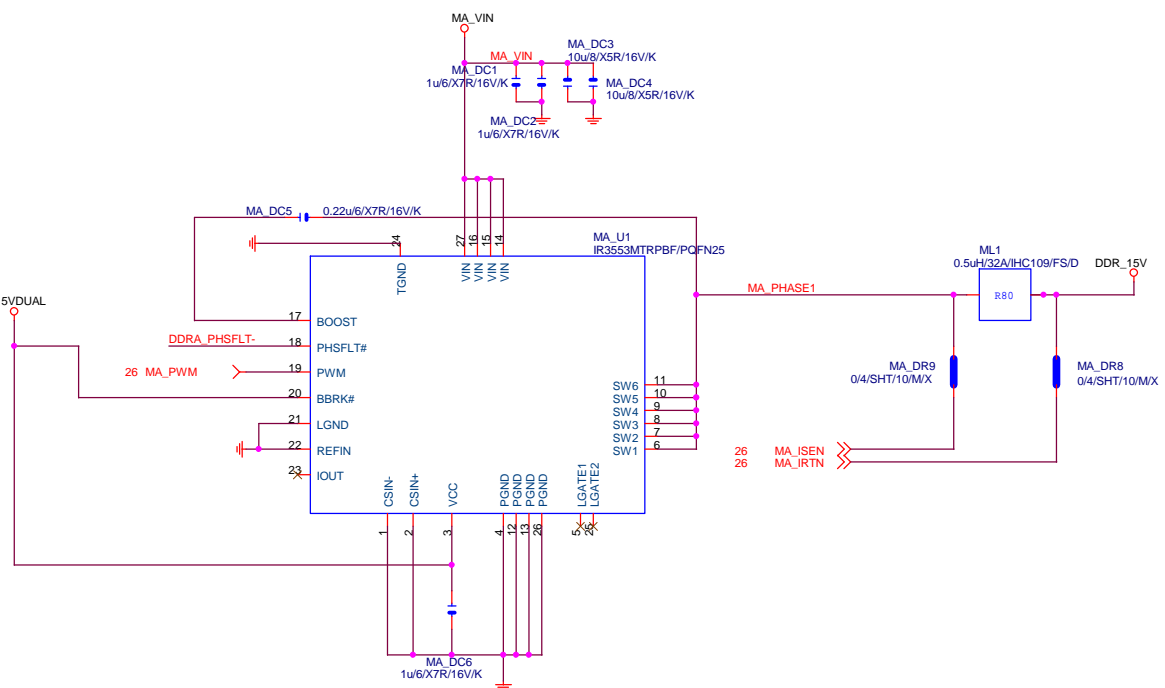 MA_VIN
MA_DC3
10u/8/X5R/16V/K
MA_VIN
MA_DC1
1u/6/X7R/16V/K
MA_DC4
10u/8/X5R/16V/K
MA_DC2
1u/6/X7R/16V/K
MA_DC5 0.22u/6/X7R/16V/K
24
27
16
15
14
MA_U1
IR3553MTRPBF/PQFN25
TGND
VIN
VIN
VIN
VIN
ML1
0.5uH/32A/IHC109/FS/D
DDR_15V
MA_PHASE1
R80
5VDUAL
17 BOOST
DDRA_PHSFLT-
18 PHSFLT#
26 MA_PWM
19 PWM
20 BBRK#
21 LGND
22 REFIN
23 IOUT
SW6 11
SW5 10
SW4 9
SW3 8
SW2 7
SW1 6
MA_DR9
0/4/SHT/10/M/X
MA_DR8
0/4/SHT/10/M/X
26 MA_ISEN
26 MA_IRTN
CSIN-
CSIN+
VCC
PGND
PGND
PGND
PGND
LGATE1
LGATE2
1
2
3
4
12
13
26
5
25
MA_DC6
1u/6/X7R/16V/K